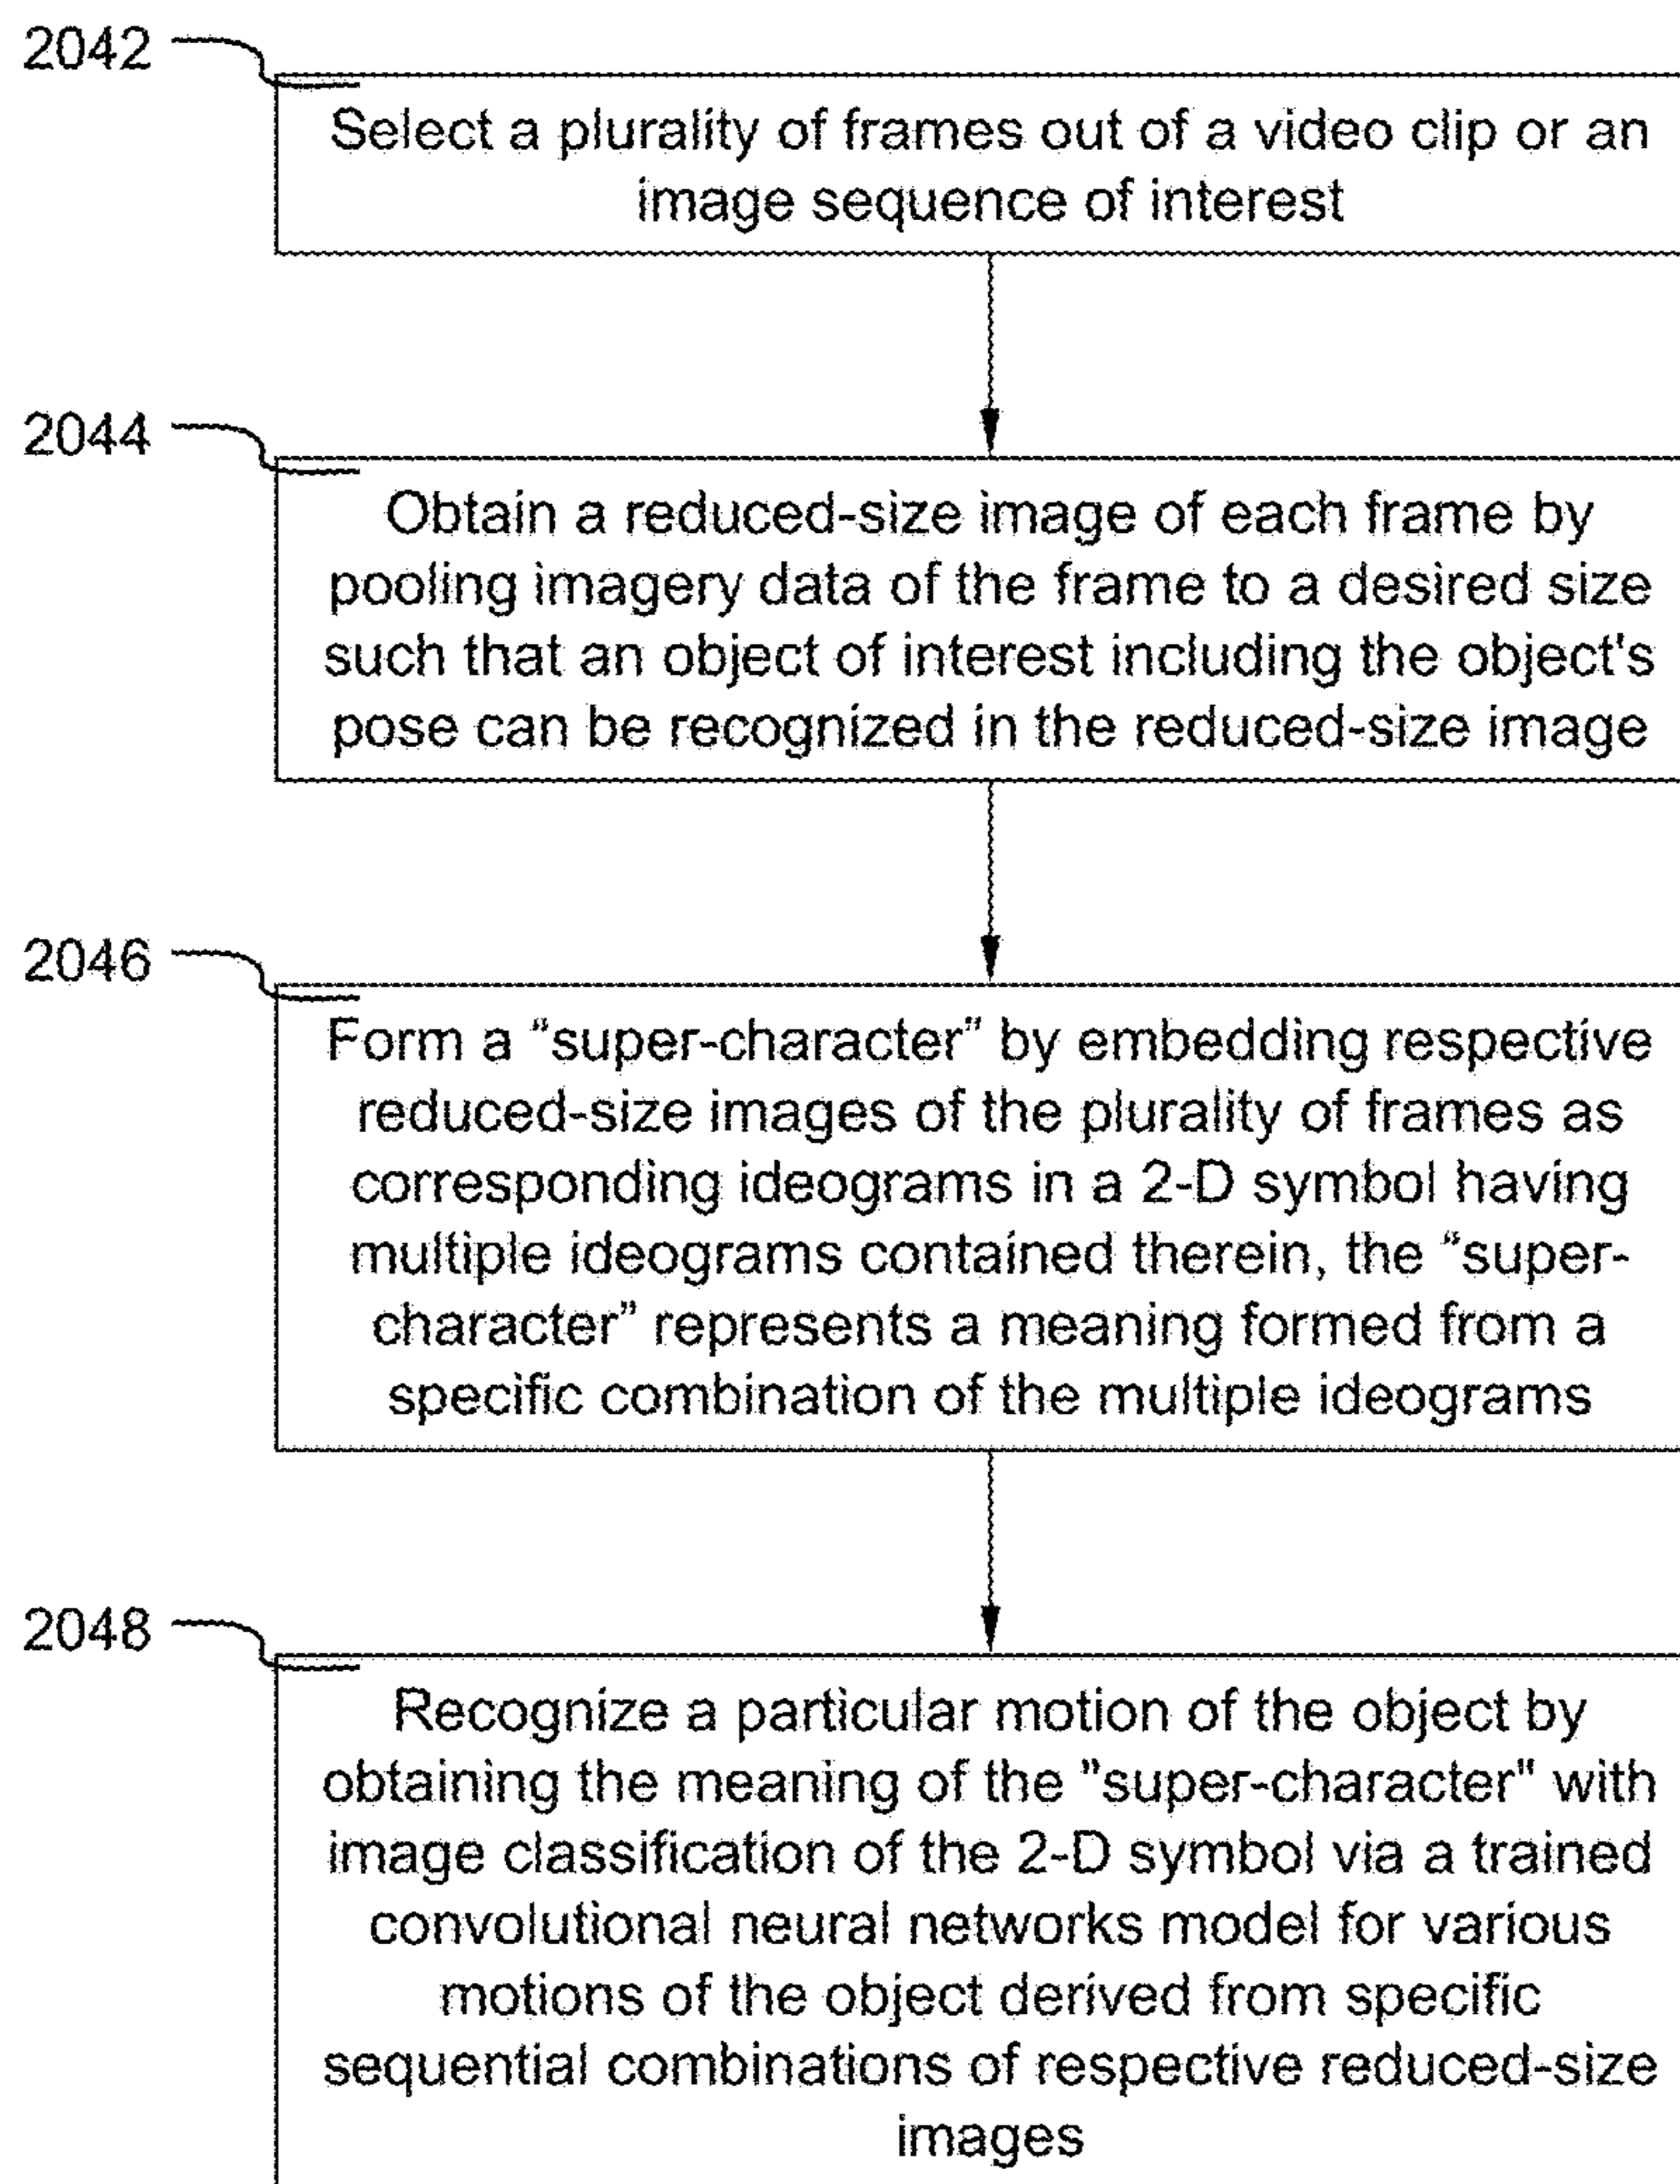 2042
Select a plurality of frames out of a video clip or an
image sequence of interest
2044
Obtain a reduced-size image of each frame by
pooling imagery data of the frame to a desired size
such that an object of interest including the object's
pose can be recognized in the reduced-size image
2046
Form a “super-character” by embedding respective
reduced-size images of the plurality of frames as
corresponding ideograms in a 2-D symbol having
multiple ideograms contained therein, the “super-
character” represents a meaning formed from a
specific combination of the multiple ideograms
2048
Recognize a particular motion of the object by
obtaining the meaning of the "super-character" with
image classification of the 2-D symbol via a trained
convolutional neural networks model for various
motions of the object derived from specific
sequential combinations of respective reduced-size
images